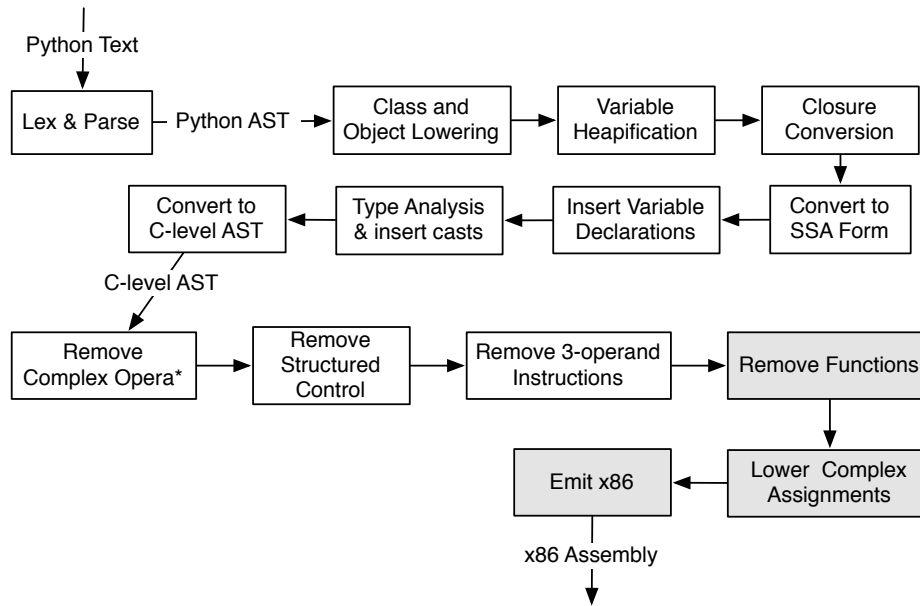 Python Text
Lex & Parse
Python AST
Class and
Object Lowering
Variable
Heapification
Closure
Conversion
Convert to
SSA Form
Insert Variable
Declarations
Type Analysis
& insert casts
Convert to
C-level AST
C-level AST
Remove
Complex Opera*
Remove
Structured
Control
Remove 3-operand
Instructions
Remove Functions
Lower Complex
Assignments
Emit x86
x86 Assembly